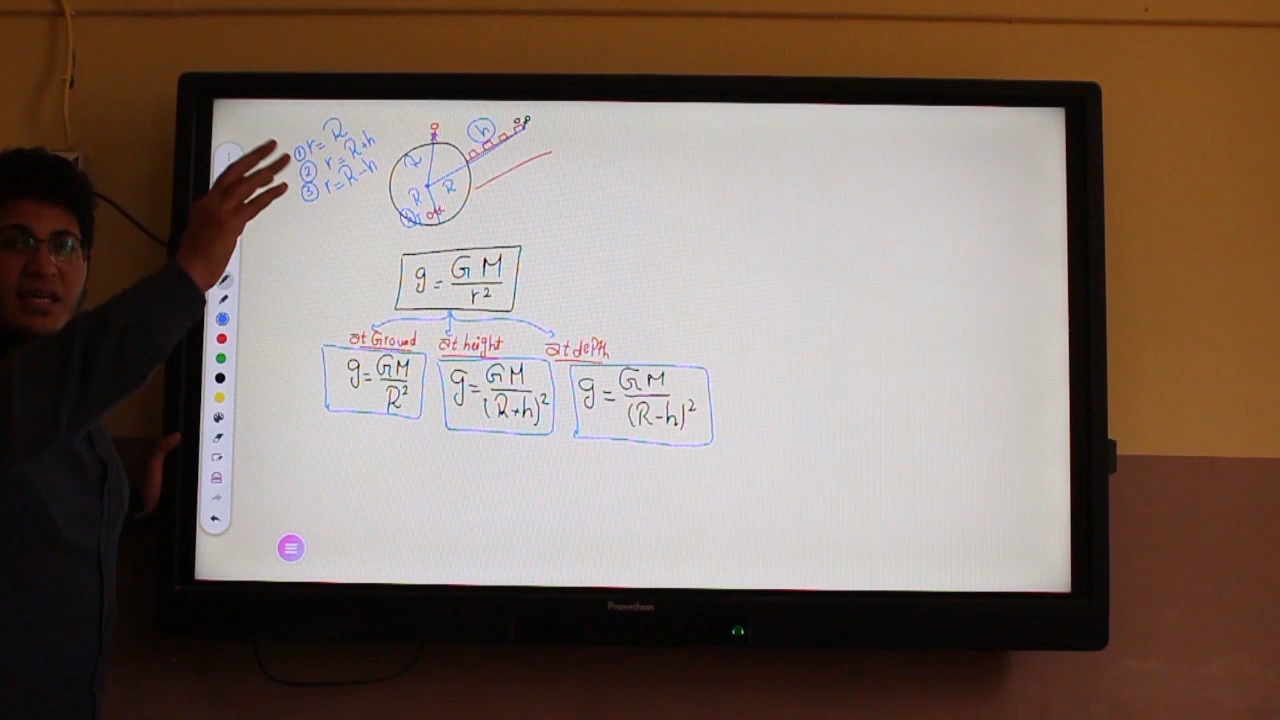 ① r = R
② r = R+h
③ r = R-h
h
R
R
g = GM / r²
at Ground at height at depth
g = GM / R² g = GM / (R+h)² g = GM / (R-h)²
Promethean